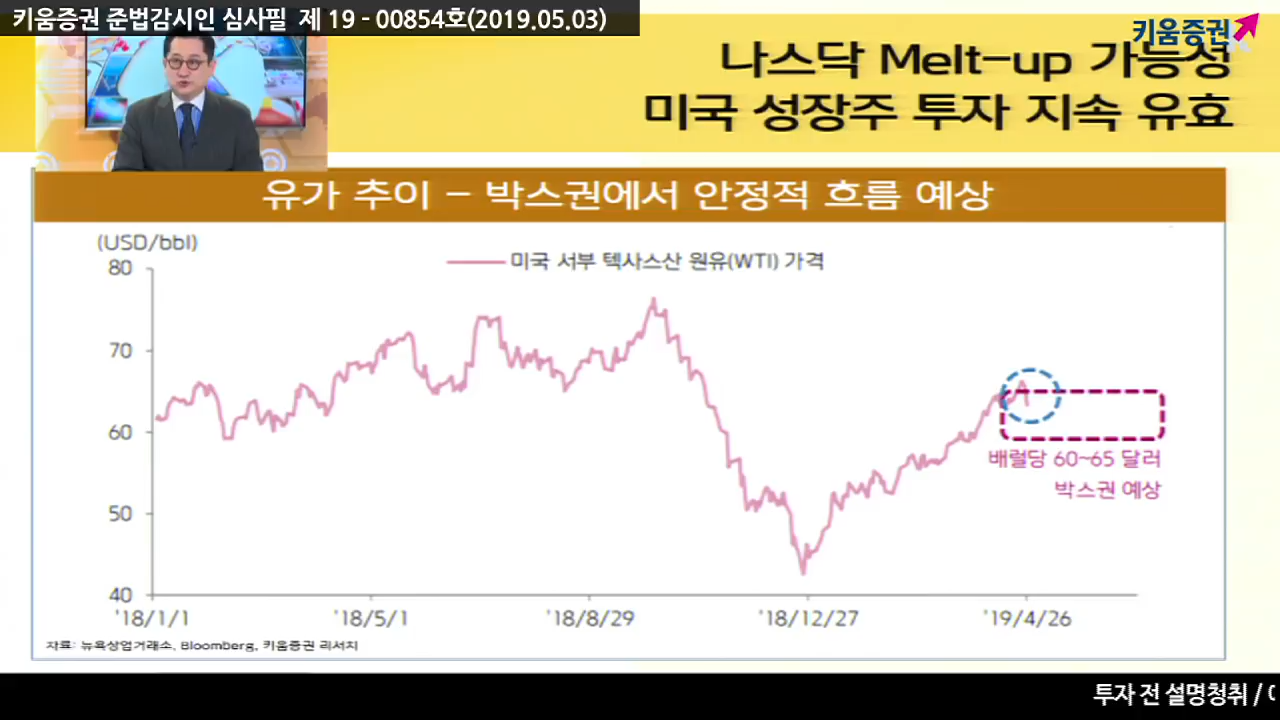 키움증권 준법감시인 심사필 제 19 - 00854호(2019.05.03)
키움증권
나스닥 Melt-up 가능성
미국 성장주 투자 지속 유효
유가 추이 - 박스권에서 안정적 흐름 예상
(USD/bbl)
미국 서부 텍사스산 원유(WTI) 가격
80
70
60
50
40
배럴당 60~65 달러
박스권 예상
'18/1/1 '18/5/1 '18/8/29 '18/12/27 '19/4/26
자료: 뉴욕상업거래소, Bloomberg, 키움증권 리서치
투자 전 설명청취 /